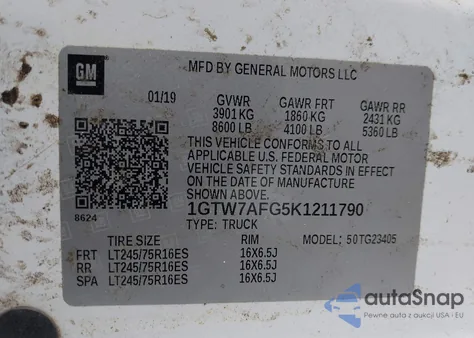 GM
MFD BY GENERAL MOTORS LLC
01/19 GVWR GAWR FRT GAWR RR
3901 KG 1860 KG 2431 KG
8600 LB 4100 LB 5360 LB
THIS VEHICLE CONFORMS TO ALL
APPLICABLE U.S. FEDERAL MOTOR
VEHICLE SAFETY STANDARDS IN EFFECT
ON THE DATE OF MANUFACTURE SHOWN ABOVE.
1GTW7AFG5K1211790
8624
TYPE: TRUCK
TIRE SIZE RIM MODEL: 50TG23405
FRT LT245/75R16ES 16X6.5J
RR LT245/75R16ES 16X6.5J
SPA LT245/75R16ES 16X6.5J
autoSnap
Pewne auta z USA i EU